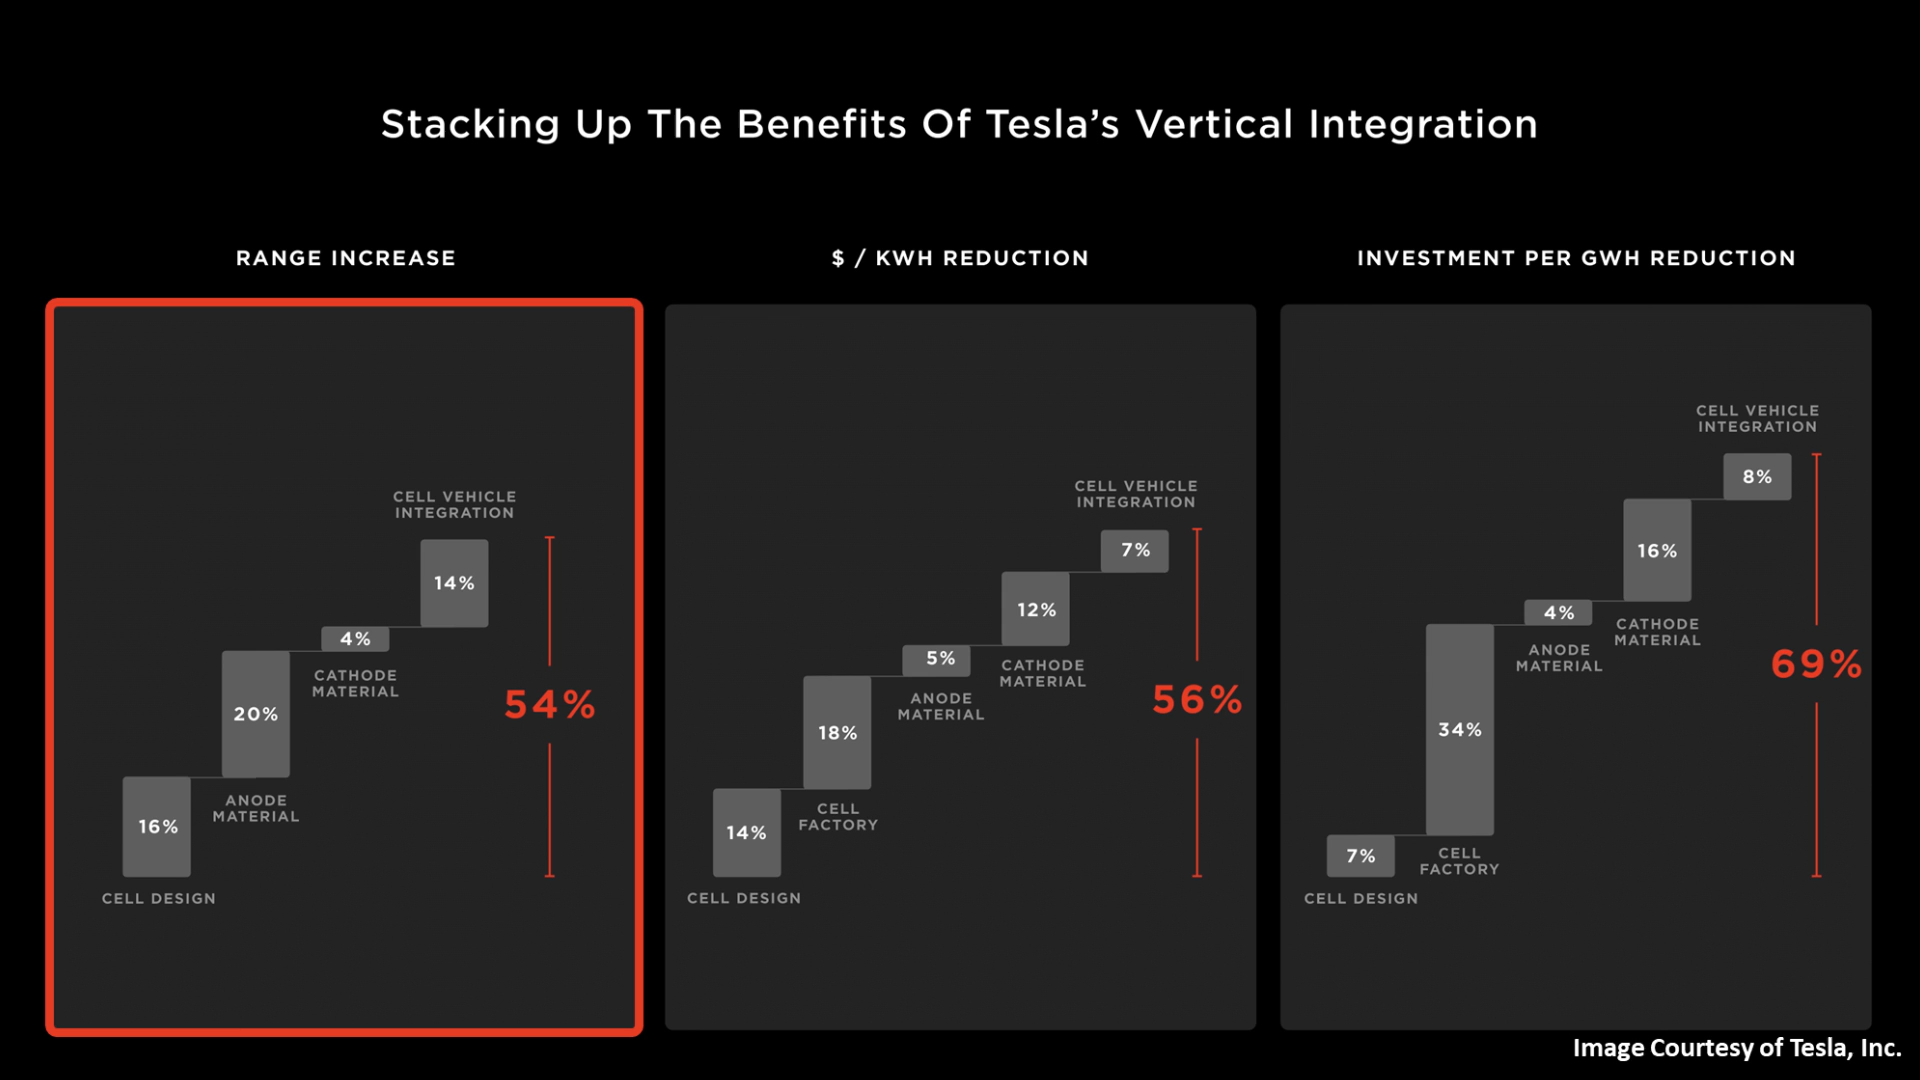 Stacking Up The Benefits Of Tesla’s Vertical Integration
RANGE INCREASE
CELL VEHICLE
INTEGRATION
14%
4%
CATHODE
MATERIAL
20%
ANODE
MATERIAL
16%
CELL DESIGN
54%
$ / KWH REDUCTION
CELL VEHICLE
INTEGRATION
7%
12%
CATHODE
MATERIAL
5%
ANODE
MATERIAL
18%
CELL
FACTORY
14%
CELL DESIGN
56%
INVESTMENT PER GWH REDUCTION
CELL VEHICLE
INTEGRATION
8%
16%
CATHODE
MATERIAL
4%
ANODE
MATERIAL
34%
CELL
FACTORY
7%
CELL DESIGN
69%
Image Courtesy of Tesla, Inc.